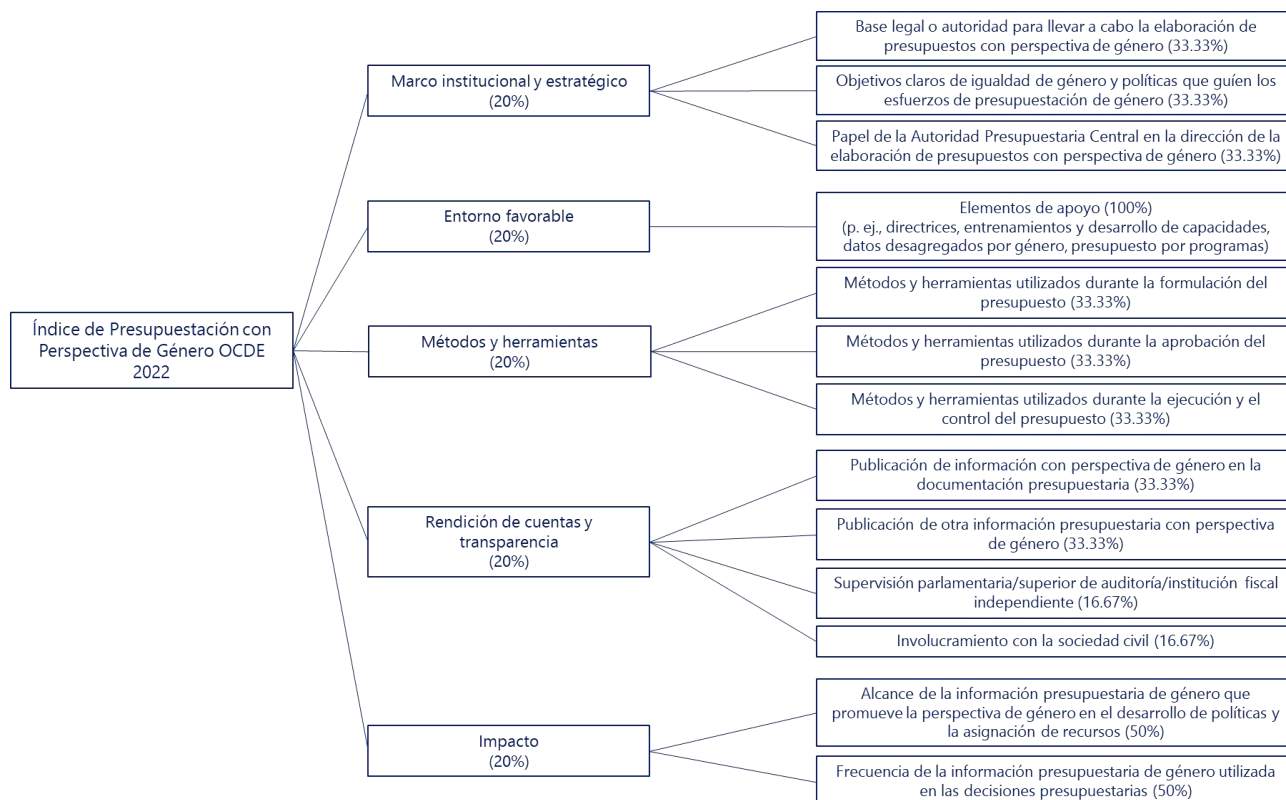 Índice de Presupuestación con
Perspectiva de Género OCDE
2022
Marco institucional y estratégico
(20%)
Base legal o autoridad para llevar a cabo la elaboración de
presupuestos con perspectiva de género (33.33%)
Objetivos claros de igualdad de género y políticas que guíen los
esfuerzos de presupuestación de género (33.33%)
Papel de la Autoridad Presupuestaria Central en la dirección de la
elaboración de presupuestos con perspectiva de género (33.33%)
Entorno favorable
(20%)
Elementos de apoyo (100%)
(p. ej., directrices, entrenamientos y desarrollo de capacidades,
datos desagregados por género, presupuesto por programas)
Métodos y herramientas
(20%)
Métodos y herramientas utilizados durante la formulación del
presupuesto (33.33%)
Métodos y herramientas utilizados durante la aprobación del
presupuesto (33.33%)
Métodos y herramientas utilizados durante la ejecución y el
control del presupuesto (33.33%)
Rendición de cuentas y
transparencia
(20%)
Publicación de información con perspectiva de género en la
documentación presupuestaria (33.33%)
Publicación de otra información presupuestaria con perspectiva
de género (33.33%)
Supervisión parlamentaria/superior de auditoría/institución fiscal
independiente (16.67%)
Involucramiento con la sociedad civil (16.67%)
Impacto
(20%)
Alcance de la información presupuestaria de género que
promueve la perspectiva de género en el desarrollo de políticas y
la asignación de recursos (50%)
Frecuencia de la información presupuestaria de género utilizada
en las decisiones presupuestarias (50%)